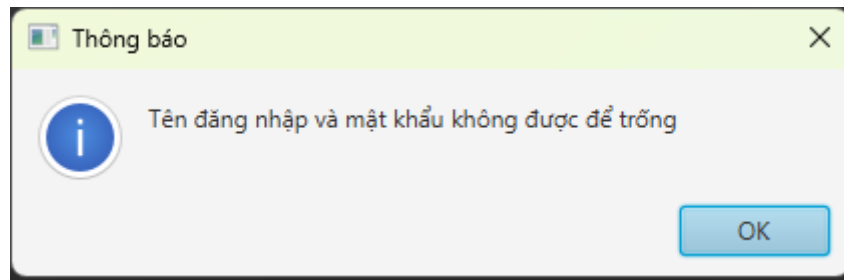 Thông báo
Tên đăng nhập và mật khẩu không được để trống
OK